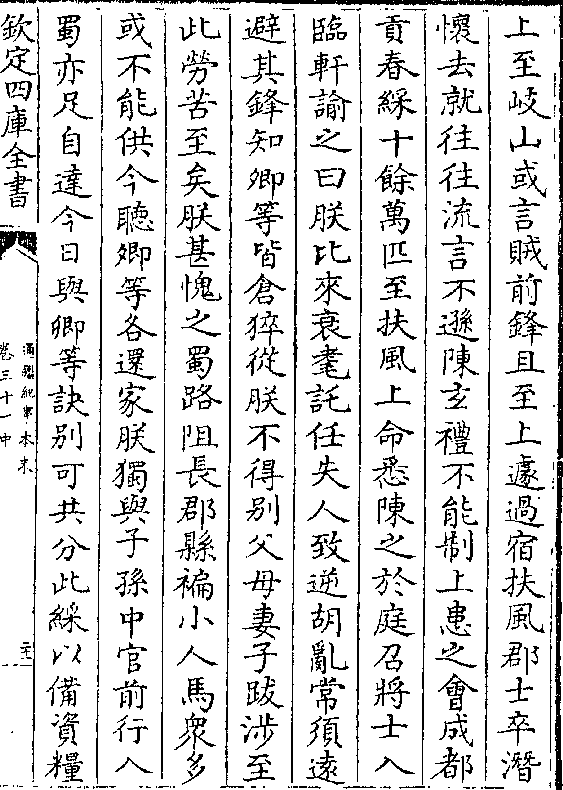 上至岐山或言賊前鋒且至上遽過宿扶風郡士卒潛
懷去就往往流言不遜陳玄禮不能制上患之會成都
貢春綵十餘萬匹至扶風上命悉陳之於庭召將士入
臨軒諭之曰朕比來衰耄託任失人致逆胡亂常須遠
避其鋒知卿等皆倉猝從朕不得别父母妻子跋涉至
此勞苦至矣朕甚愧之蜀路阻長郡縣褊小人馬衆多
或不能供今聽卿等各還家朕獨與子孫中官前行入
蜀亦足自達今日與卿等訣别可共分此綵以備資糧
欽定四庫全書
通鑑紀事本末
卷三十一中